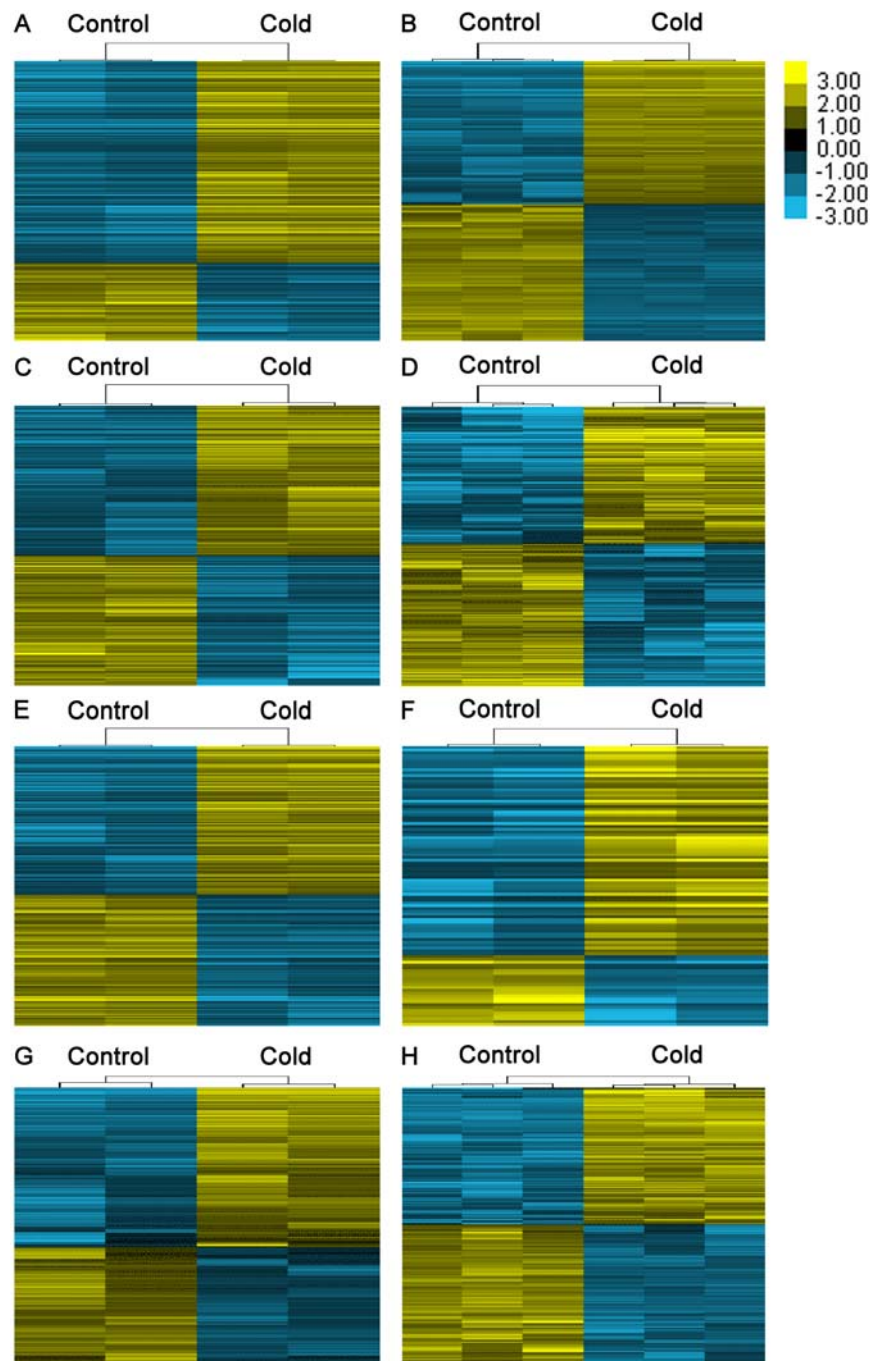 A Control Cold
B Control Cold
3.00
2.00
1.00
0.00
-1.00
-2.00
-3.00
C Control Cold
D Control Cold
E Control Cold
F Control Cold
G Control Cold
H Control Cold